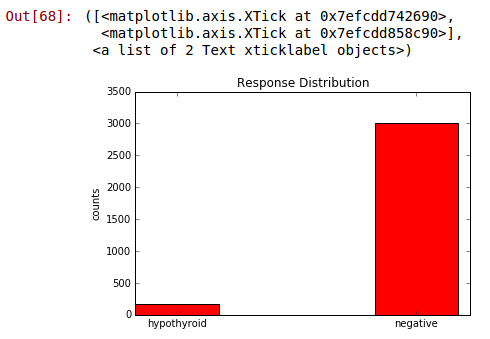 Out[68]: ([<matplotlib.axis.XTick at 0x7efcdd742690>,
<matplotlib.axis.XTick at 0x7efcdd858c90>],
<a list of 2 Text xticklabel objects>)
Response Distribution
3500
3000
2500
2000
1500
1000
500
0
counts
hypothyroid negative